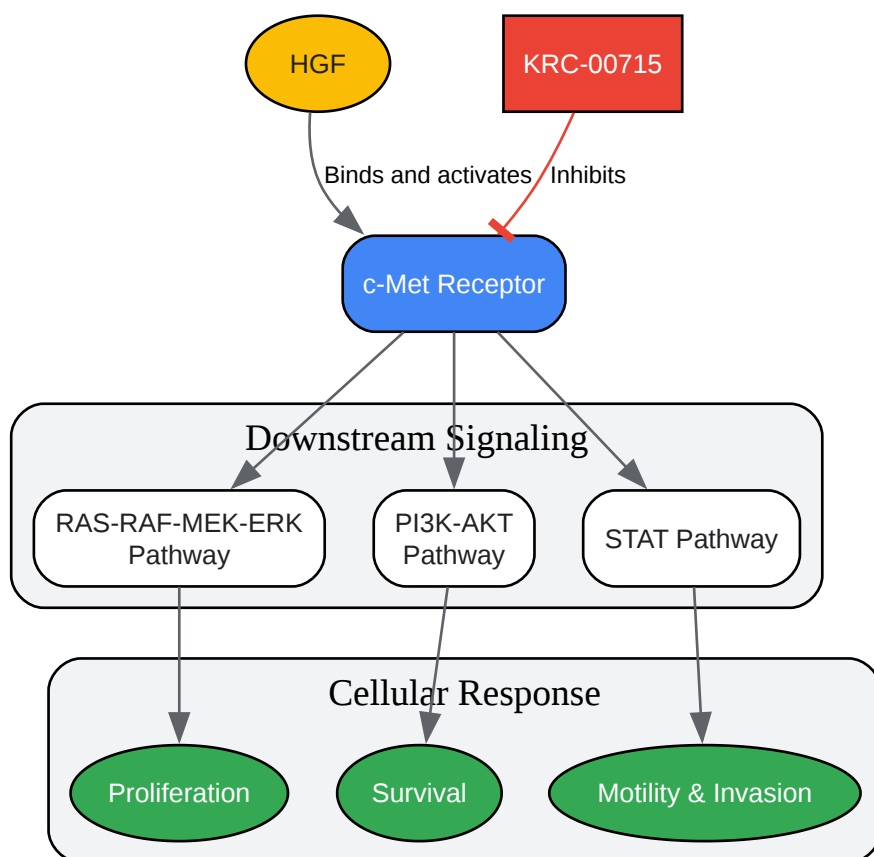 HGF
KRC-00715
Binds and activates
Inhibits
c-Met Receptor
Downstream Signaling
RAS-RAF-MEK-ERK
Pathway
PI3K-AKT
Pathway
STAT Pathway
Cellular Response
Proliferation
Survival
Motility & Invasion